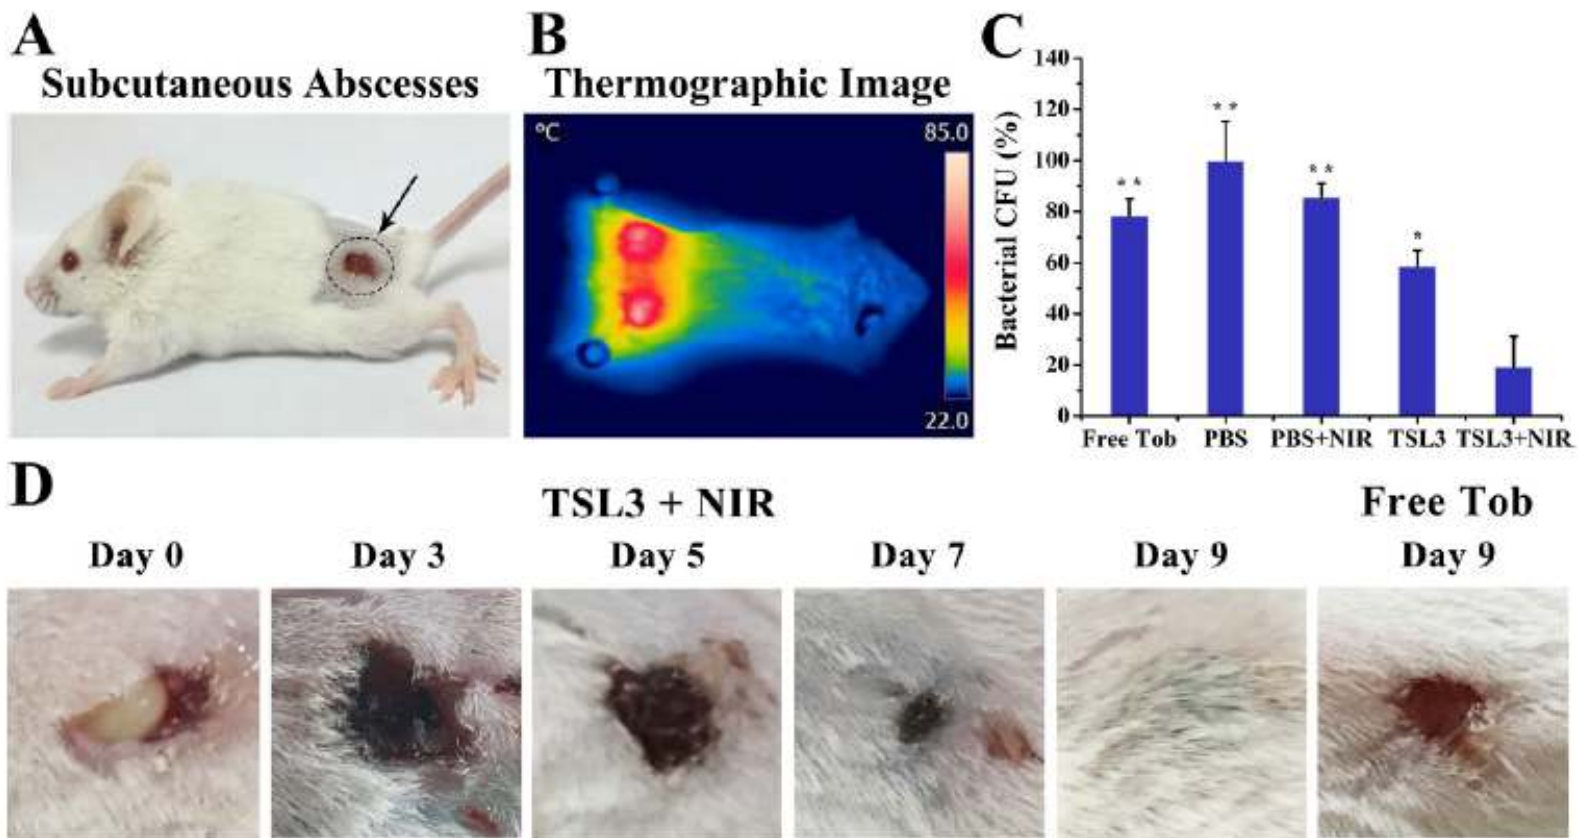 A
Subcutaneous Abscesses
B
Thermographic Image
°C
85.0
22.0
C
Bacterial CFU (%)
140
120
100
80
60
40
20
0
**
**
**
*
Free Tob PBS PBS+NIR TSL3 TSL3+NIR
D
TSL3 + NIR Free Tob
Day 0 Day 3 Day 5 Day 7 Day 9 Day 9